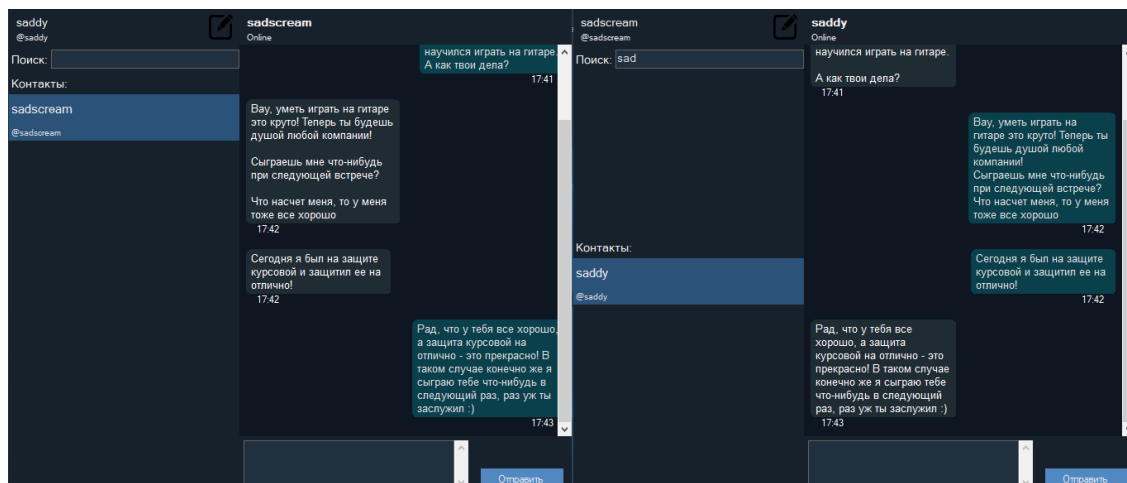 saddy
@saddy
Поиск:
Контакты:
sadscream
@sadscream
sadscream
Online
научился играть на гитаре.
А как твои дела?
17:41
Вау, уметь играть на гитаре
это круто! Теперь ты будешь
душой любой компании!
Сыграешь мне что-нибудь
при следующей встрече?
Что насчет меня, то у меня
тоже все хорошо
17:42
Сегодня я был на защите
курсовой и защитил ее на
отлично!
17:42
Рад, что у тебя все хорошо,
а защита курсовой на
отлично - это прекрасно! В
таком случае конечно же я
сыграю тебе что-нибудь в
следующий раз, раз уж ты
заслужил :)
17:43
Отправить
sadscream
@sadscream
Поиск: sad
Контакты:
saddy
@saddy
saddy
Online
научился играть на гитаре.
А как твои дела?
17:41
Вау, уметь играть на
гитаре это круто! Теперь ты
будешь душой любой
компании!
Сыграешь мне что-нибудь
при следующей встрече?
Что насчет меня, то у меня
тоже все хорошо
17:42
Сегодня я был на защите
курсовой и защитил ее на
отлично!
17:42
Рад, что у тебя все
хорошо, а защита
курсовой на отлично - это
прекрасно! В таком случае
конечно же я сыграю тебе
что-нибудь в следующий
раз, раз уж ты заслужил :)
17:43
Отправить